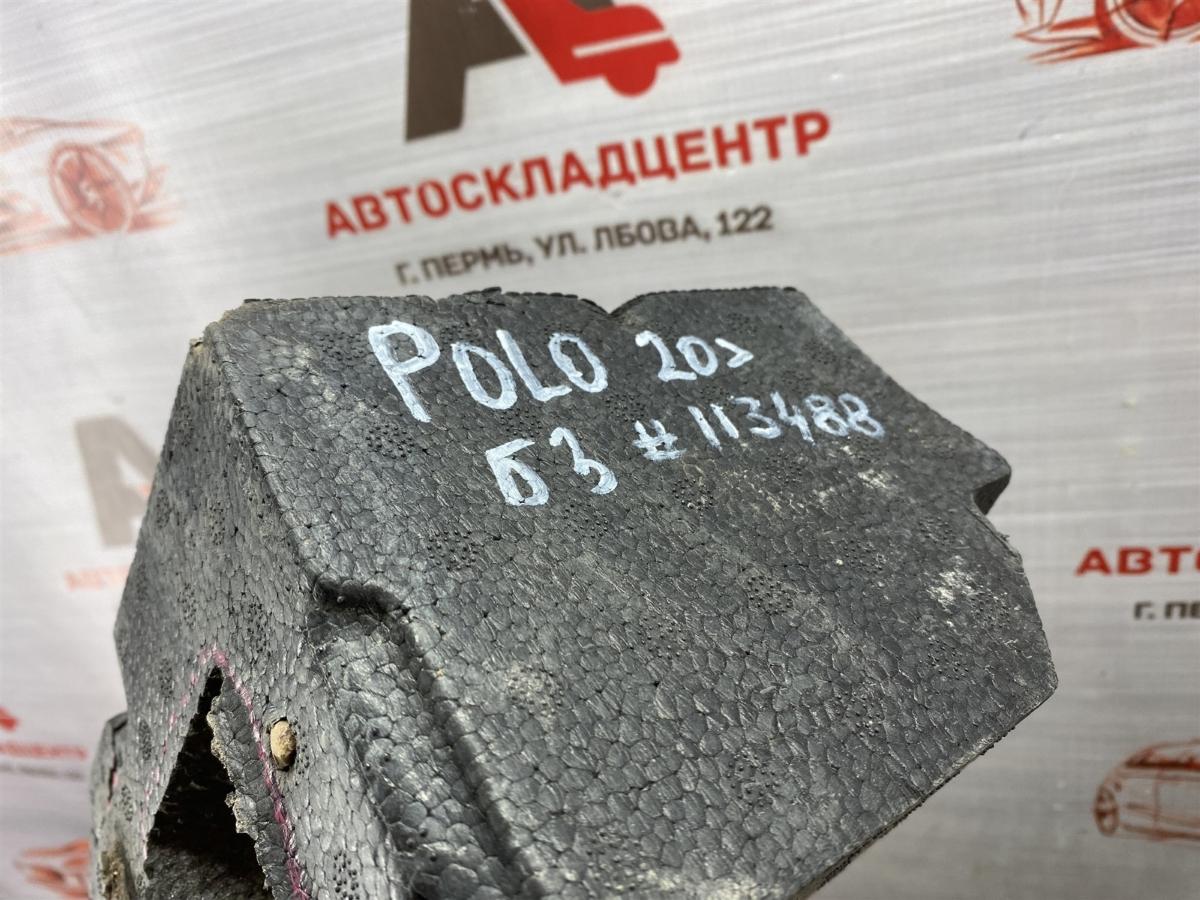 АВТОСКЛАДЦЕНТР
Г. ПЕРМЬ, УЛ. ЛБОВА, 122
POLO 20>
БЗ #113488
АВТО
Г. ПЕ